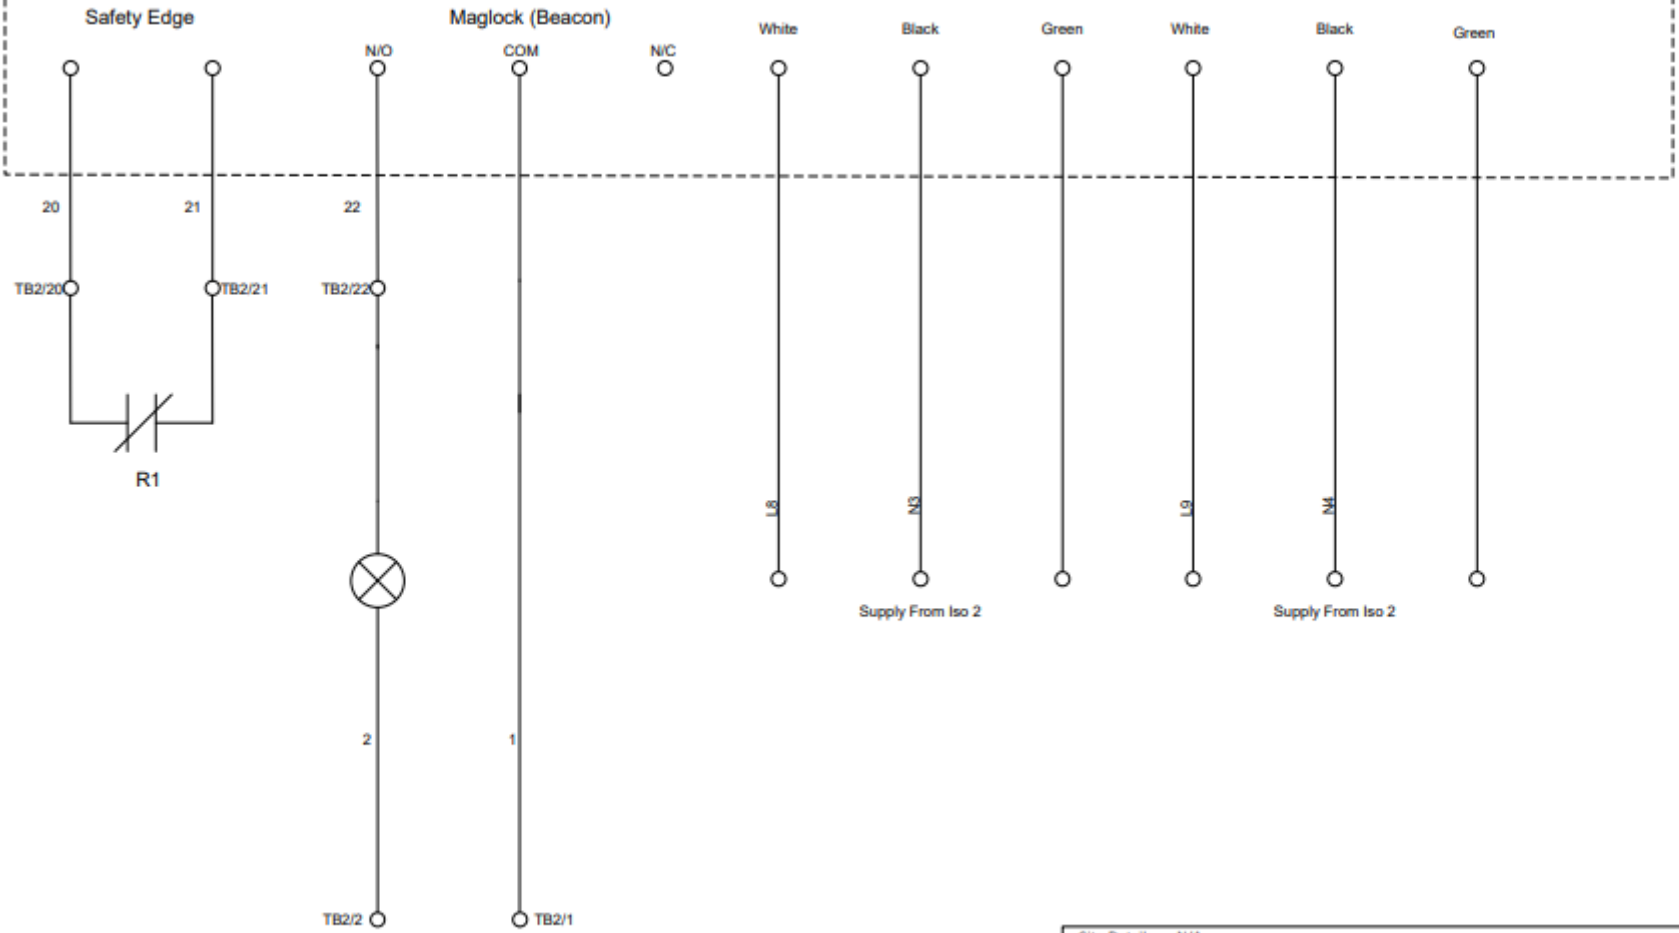 Safety Edge
Maglock (Beacon)
N/O
COM
N/C
White
Black
Green
White
Black
Green
20
21
22
TB2/20
TB2/21
TB2/22
R1
L8
N3
L9
N4
Supply From Iso 2
Supply From Iso 2
2
1
TB2/2
TB2/1